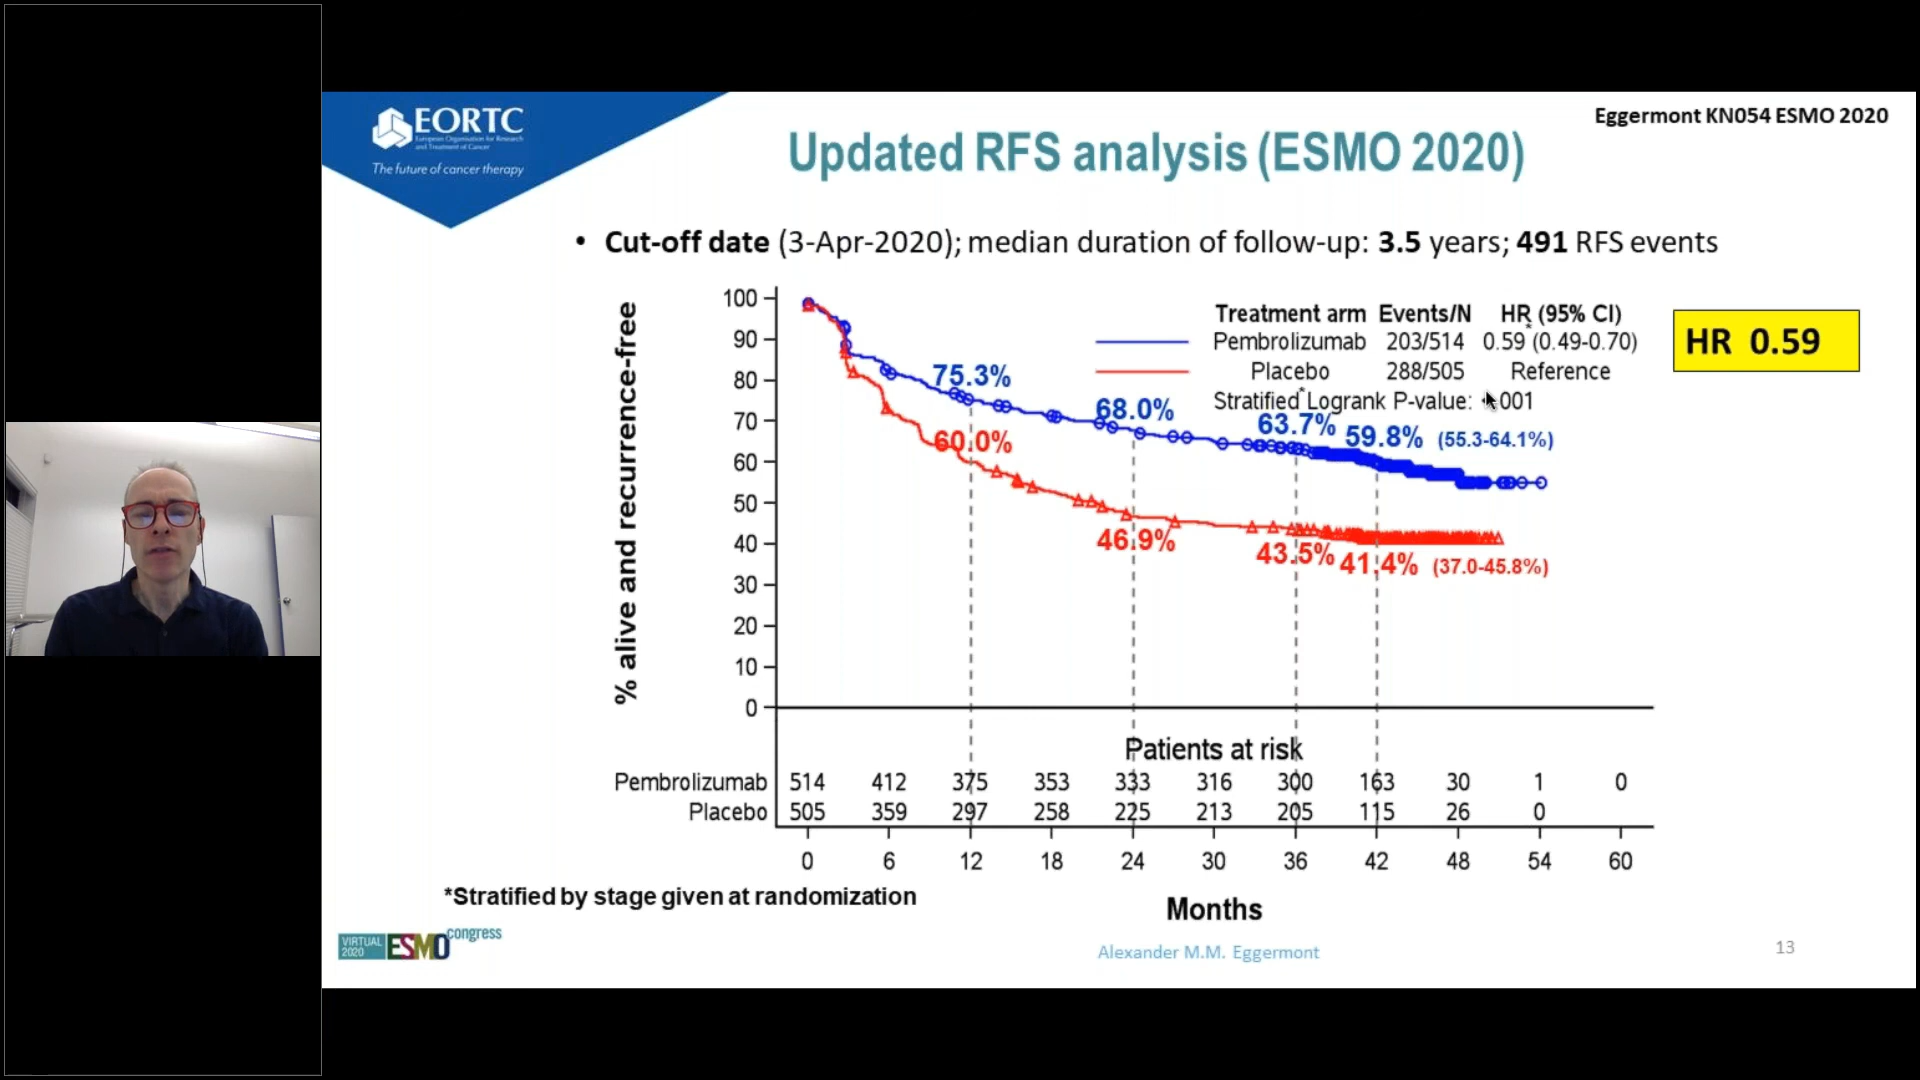 EORTC
European Organisation for Research
and Treatment of Cancer
The future of cancer therapy
Eggermont KN054 ESMO 2020
Updated RFS analysis (ESMO 2020)
• Cut-off date (3-Apr-2020); median duration of follow-up: 3.5 years; 491 RFS events
% alive and recurrence-free
100
90
80
70
60
50
40
30
20
10
0
Treatment arm Events/N HR (95% CI)
*
Pembrolizumab 203/514 0.59 (0.49-0.70)
Placebo 288/505 Reference
*
Stratified Logrank P-value: 001
HR 0.59
75.3%
68.0%
63.7%
59.8% (55.3-64.1%)
60.0%
46.9%
43.5%
41.4% (37.0-45.8%)
Patients at risk
Pembrolizumab 514 412 375 353 333 316 300 163 30 1 0
Placebo 505 359 297 258 225 213 205 115 26 0
0 6 12 18 24 30 36 42 48 54 60
Months
*Stratified by stage given at randomization
VIRTUAL 2020 ESMO congress
Alexander M.M. Eggermont
13